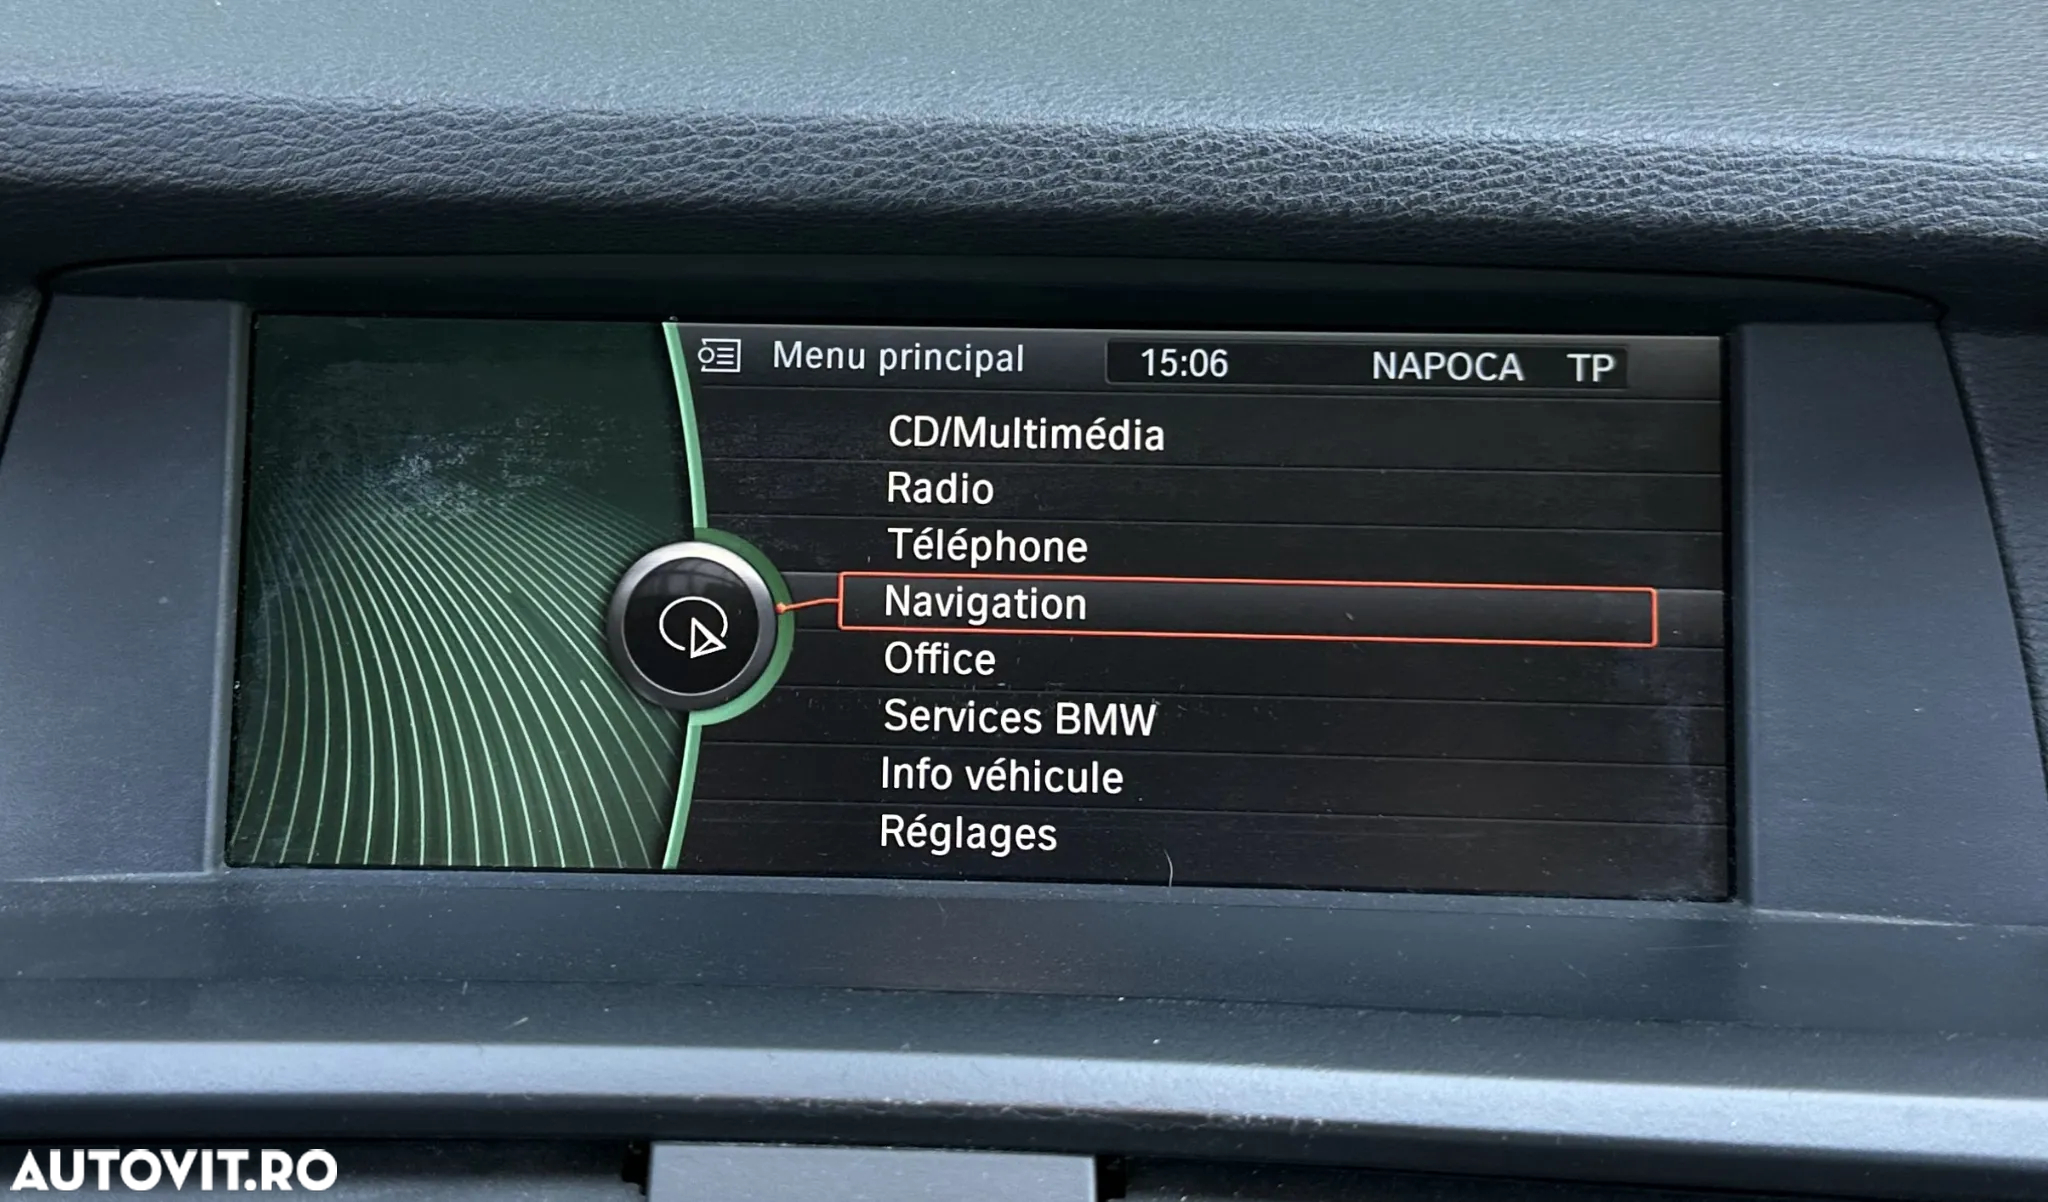 Menu principal 15:06 NAPOCA TP
CD/Multimédia
Radio
Téléphone
Navigation
Office
Services BMW
Info véhicule
Réglages
AUTOVIT.RO